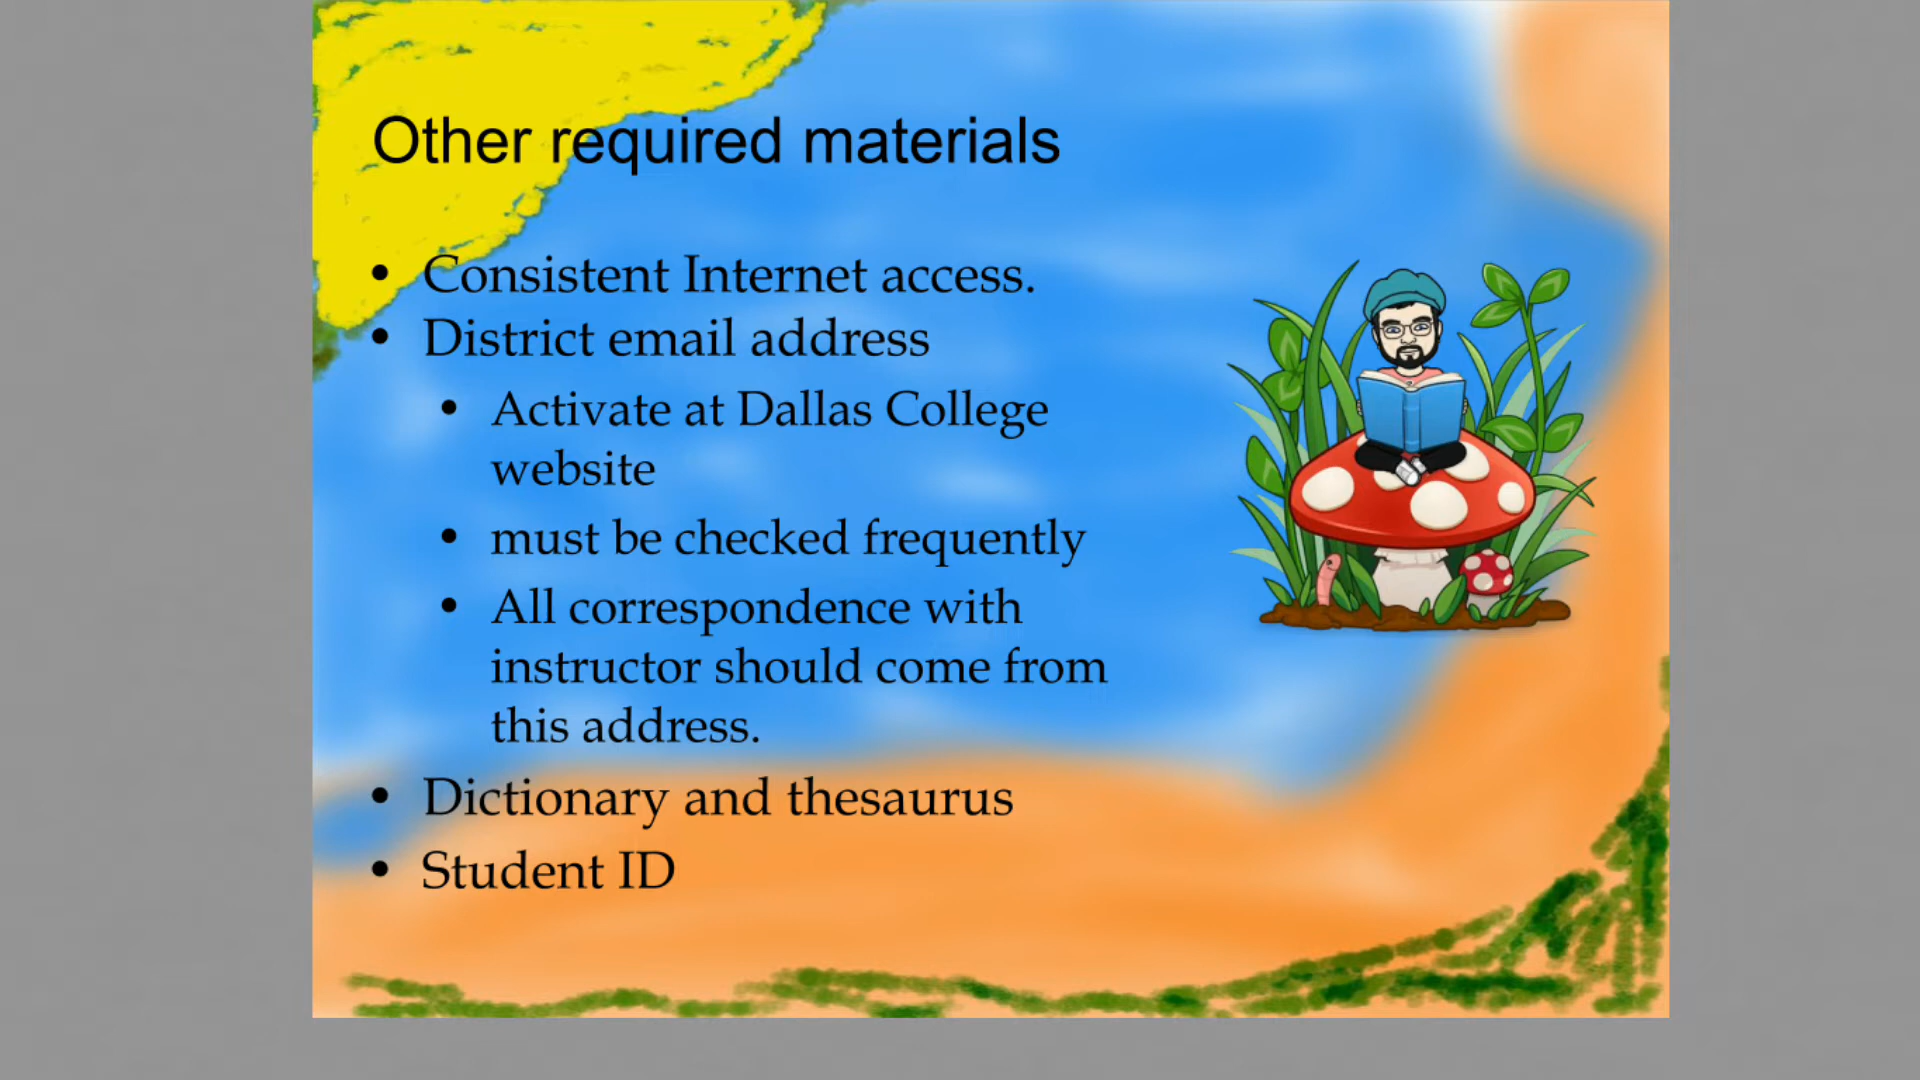 Other required materials
• Consistent Internet access.
• District email address
• Activate at Dallas College
website
• must be checked frequently
• All correspondence with
instructor should come from
this address.
• Dictionary and thesaurus
• Student ID